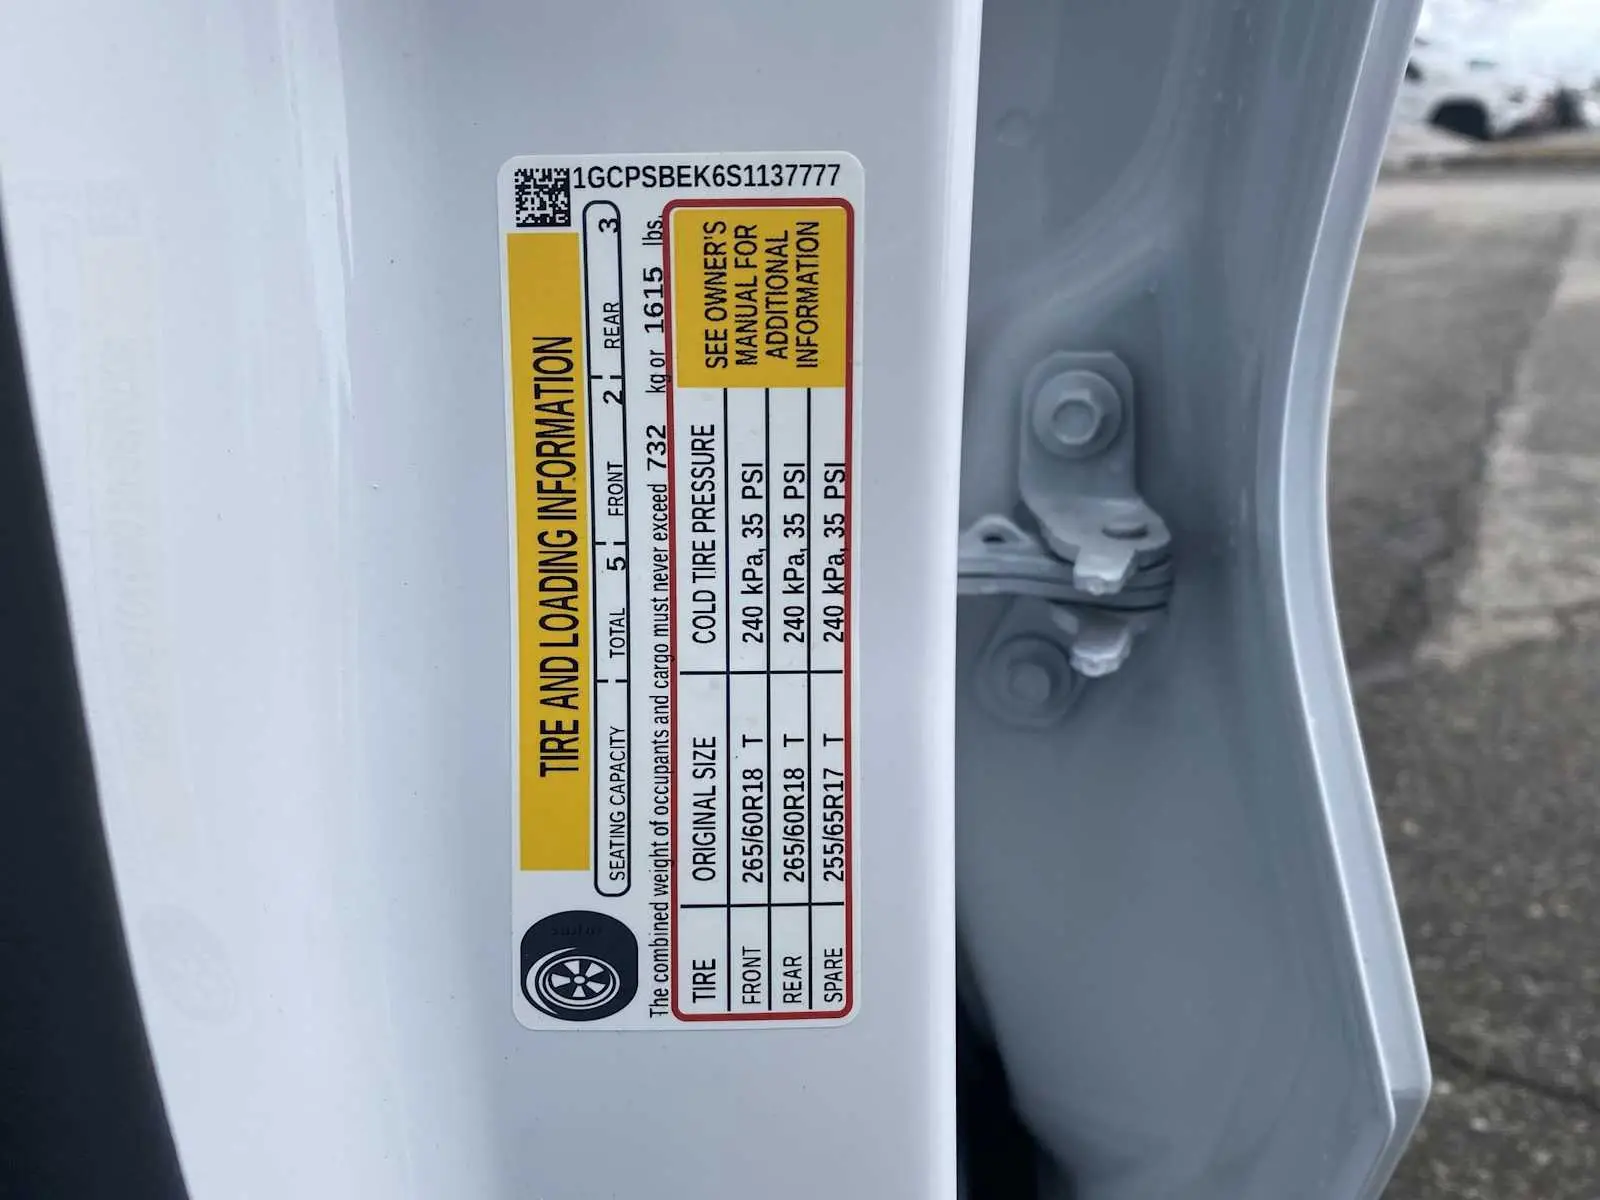 1GCPSBEK6S1137777
TIRE AND LOADING INFORMATION
SEATING CAPACITY TOTAL 5 FRONT 2 REAR 3
The combined weight of occupants and cargo must never exceed 732 kg or 1615 lbs.
TIRE ORIGINAL SIZE COLD TIRE PRESSURE
FRONT 265/60R18 T 240 kPa, 35 PSI
REAR 265/60R18 T 240 kPa, 35 PSI
SPARE 255/65R17 T 240 kPa, 35 PSI
SEE OWNER'S
MANUAL FOR
ADDITIONAL
INFORMATION